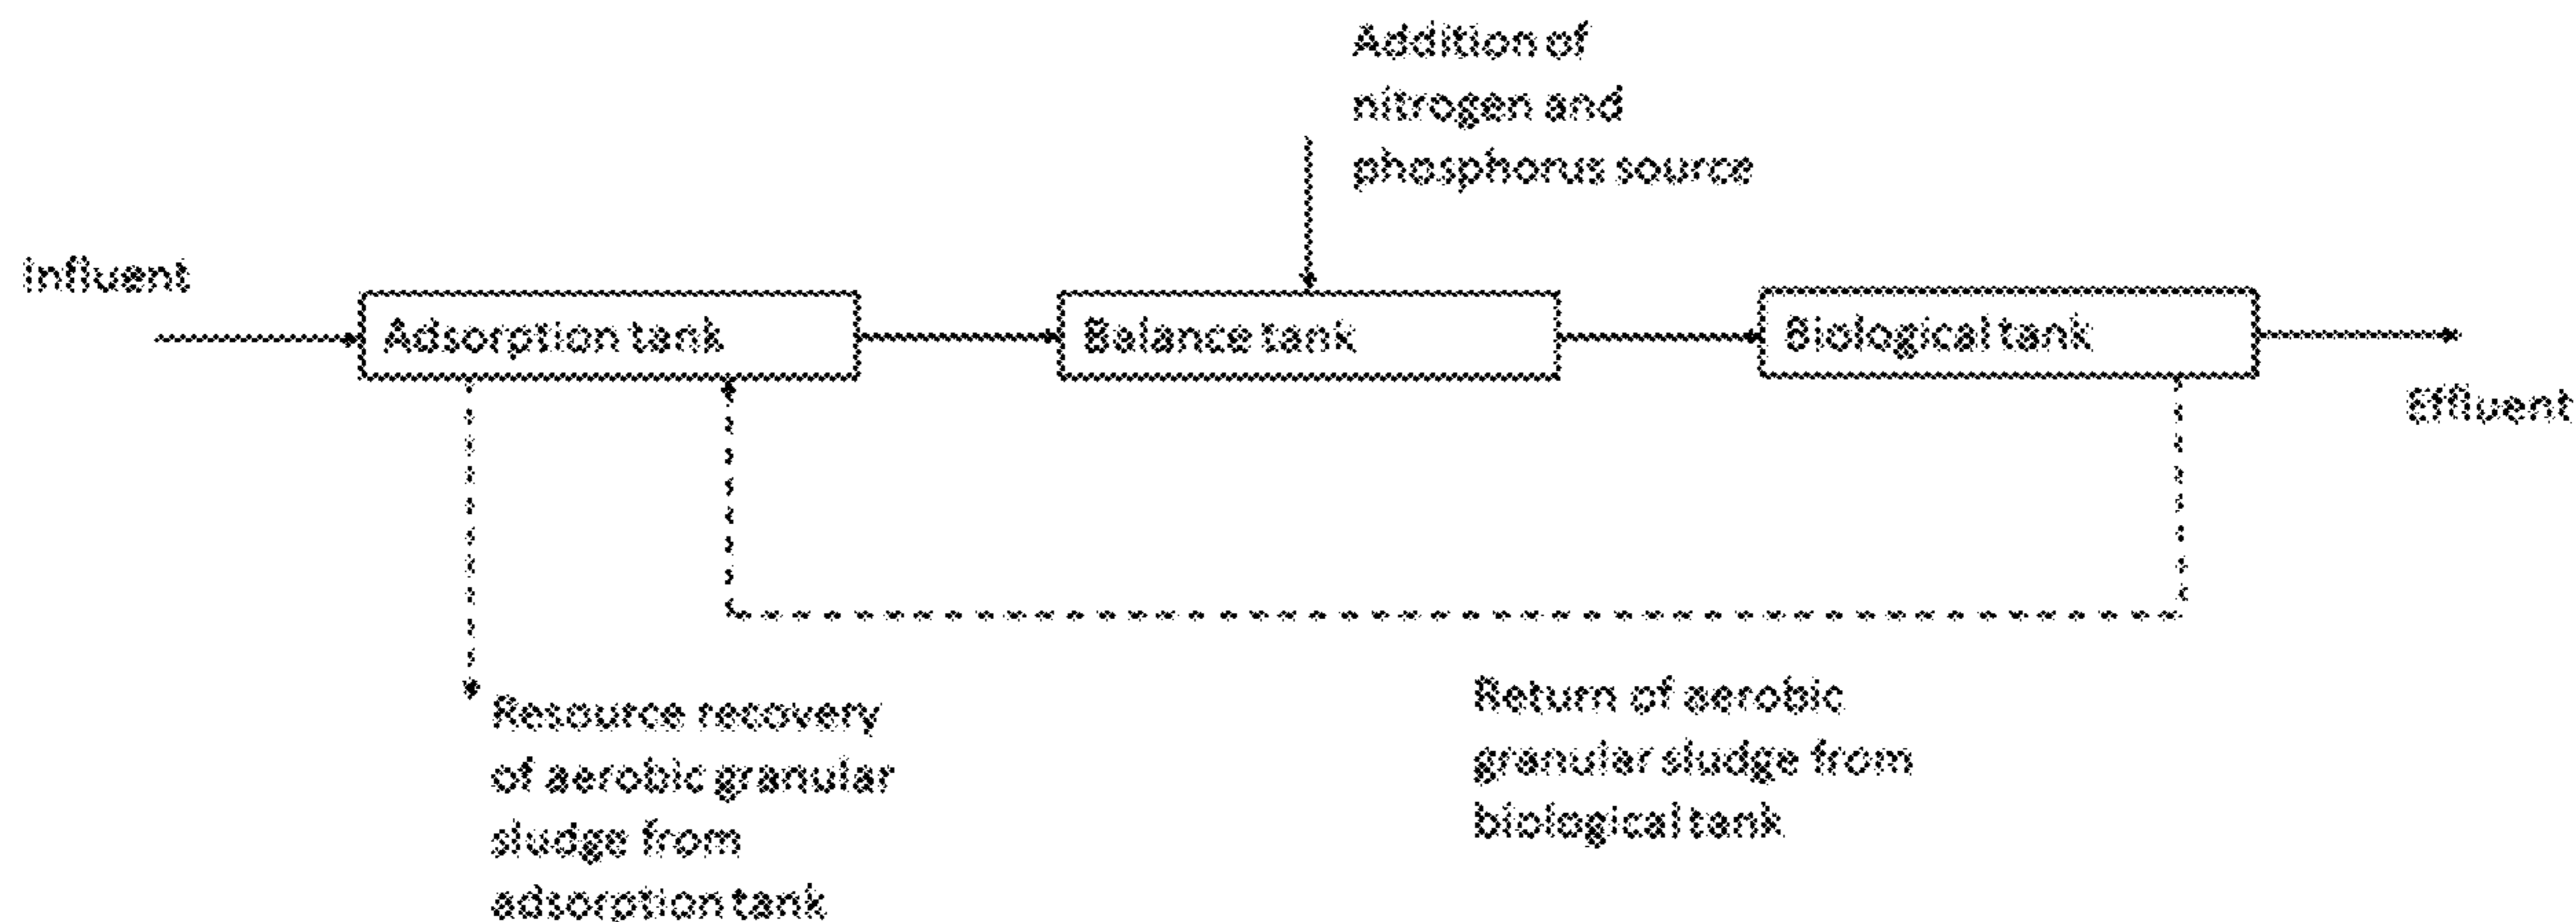 Addition of
nitrogen and
phosphorus source
Influent
Adsorption tank
Balance tank
Biological tank
Effluent
Resource recovery
of aerobic granular
sludge from
adsorption tank
Return of aerobic
granular sludge from
biological tank